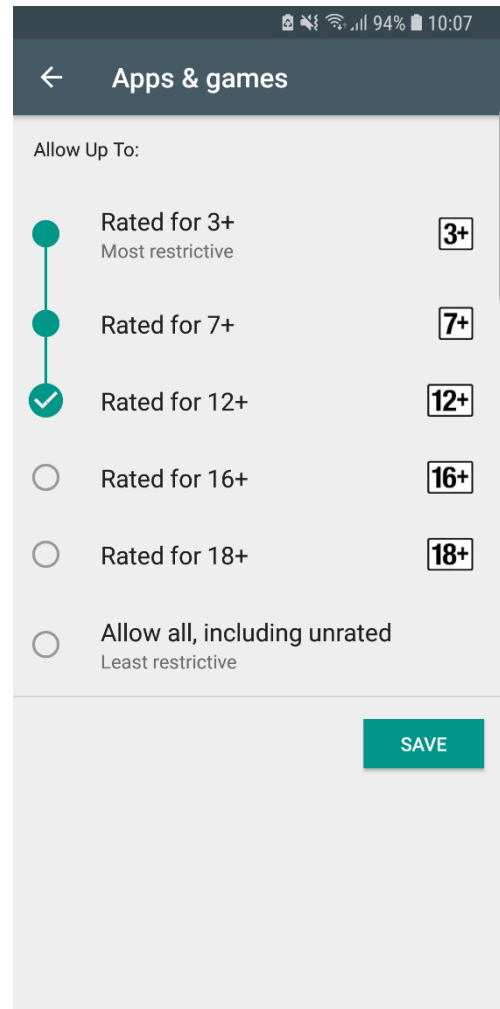 94% 10:07
Apps & games
Allow Up To:
Rated for 3+
Most restrictive
3+
Rated for 7+
7+
Rated for 12+
12+
Rated for 16+
16+
Rated for 18+
18+
Allow all, including unrated
Least restrictive
SAVE